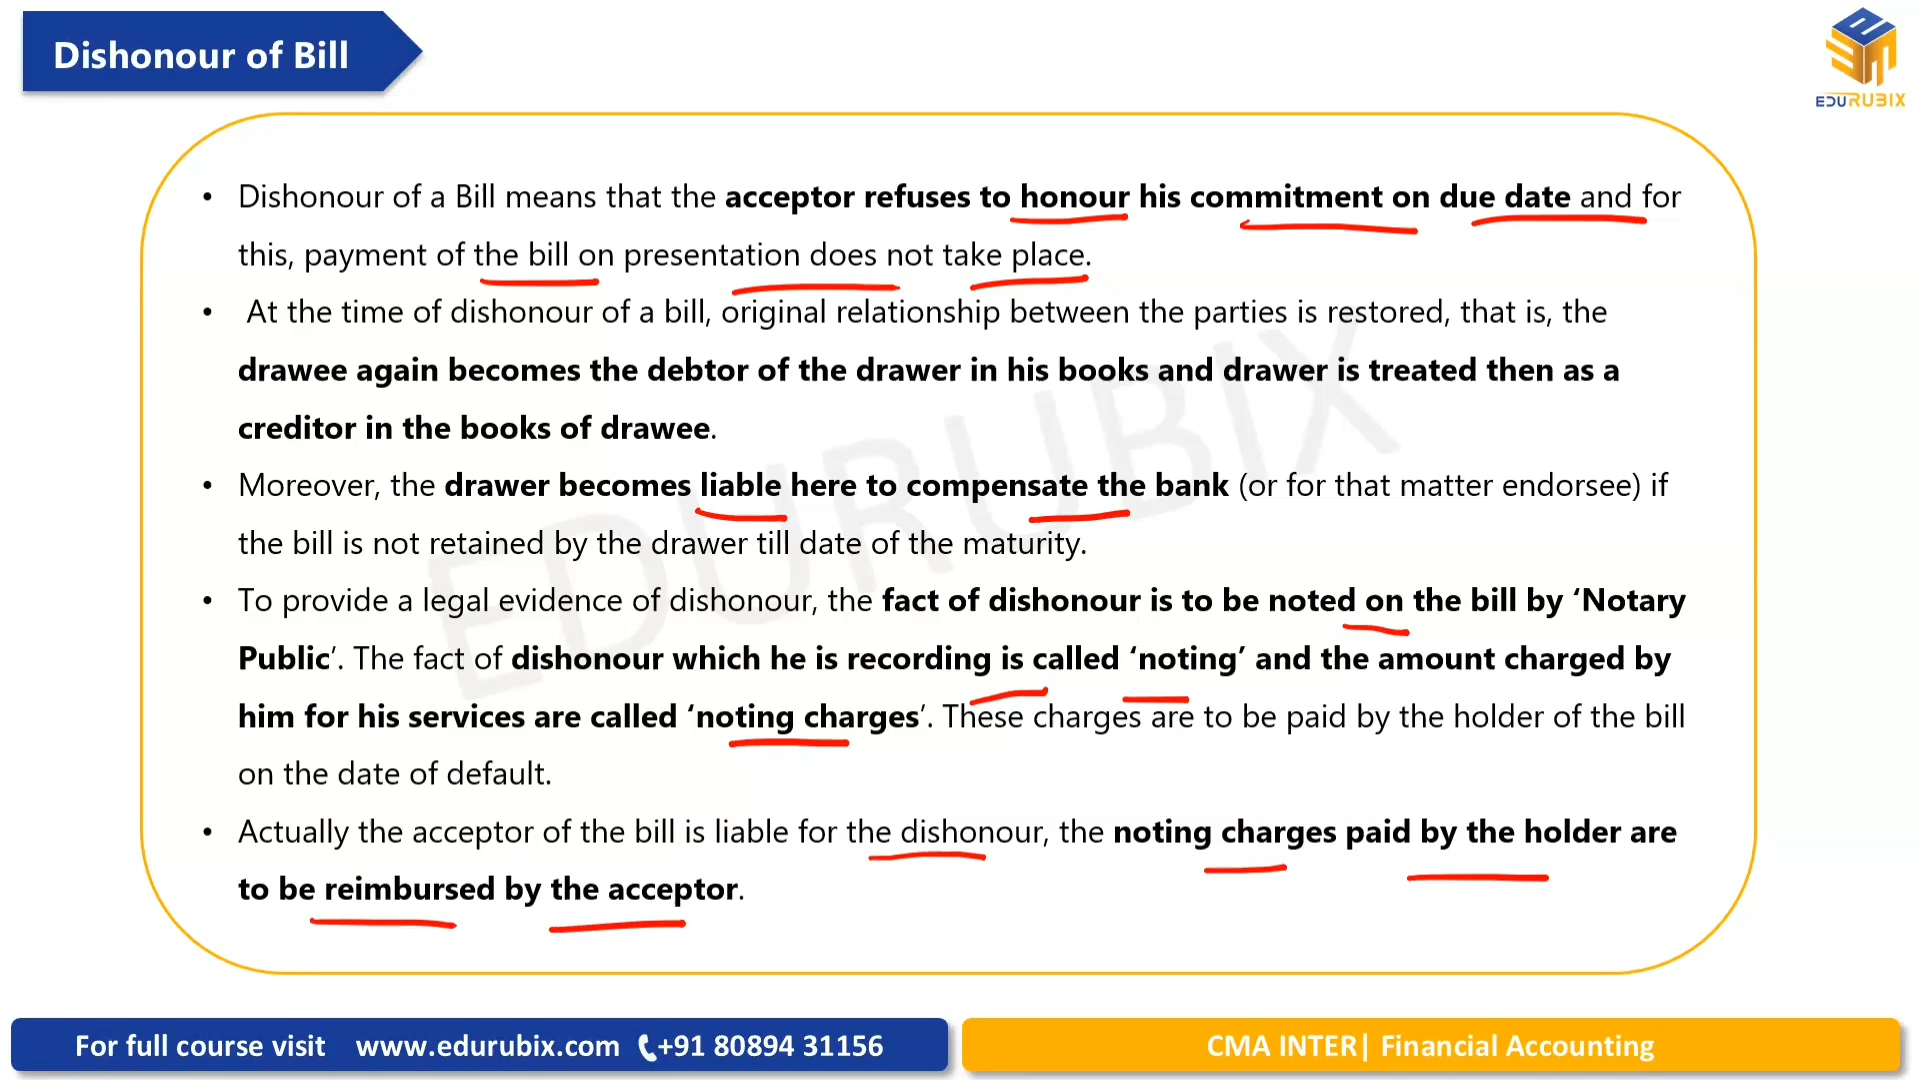 Dishonour of Bill
EDURUBIX
• Dishonour of a Bill means that the acceptor refuses to honour his commitment on due date and for
this, payment of the bill on presentation does not take place.
• At the time of dishonour of a bill, original relationship between the parties is restored, that is, the
drawee again becomes the debtor of the drawer in his books and drawer is treated then as a
creditor in the books of drawee.
• Moreover, the drawer becomes liable here to compensate the bank (or for that matter endorsee) if
the bill is not retained by the drawer till date of the maturity.
• To provide a legal evidence of dishonour, the fact of dishonour is to be noted on the bill by ‘Notary
Public’. The fact of dishonour which he is recording is called ‘noting’ and the amount charged by
him for his services are called ‘noting charges’. These charges are to be paid by the holder of the bill
on the date of default.
• Actually the acceptor of the bill is liable for the dishonour, the noting charges paid by the holder are
to be reimbursed by the acceptor.
EDURUBIX
For full course visit www.edurubix.com +91 80894 31156
CMA INTER| Financial Accounting